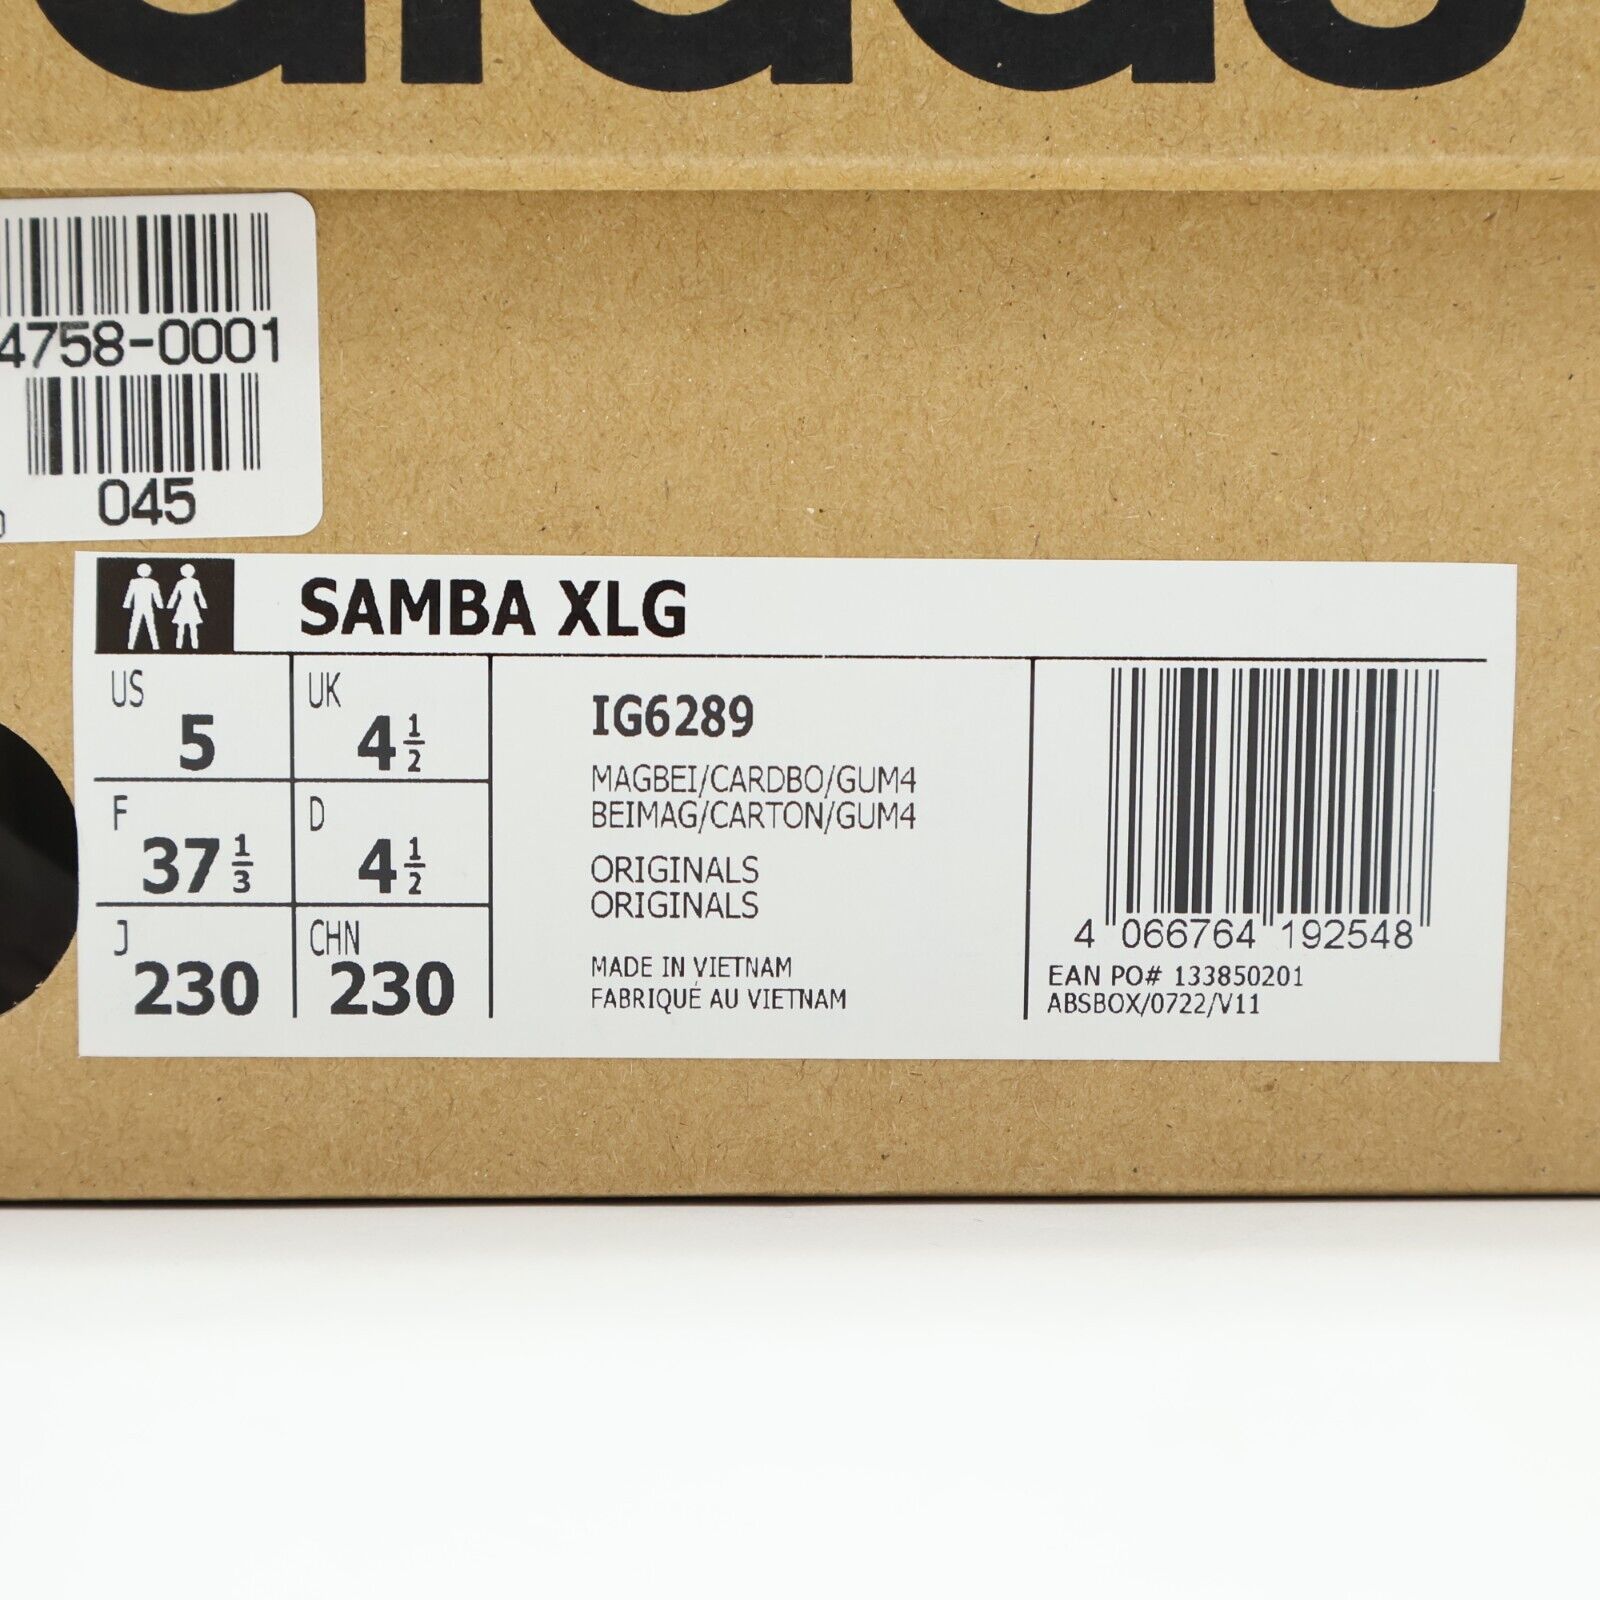 adidas
4758-0001
045
SAMBA XLG
US
5
UK
4 1/2
F
37 1/3
D
4 1/2
J
230
CHN
230
IG6289
MAGBEI/CARDBO/GUM4
BEIMAG/CARTON/GUM4
ORIGINALS
ORIGINALS
MADE IN VIETNAM
FABRIQUÉ AU VIETNAM
4 066764 192548
EAN PO# 133850201
ABSBOX/0722/V11